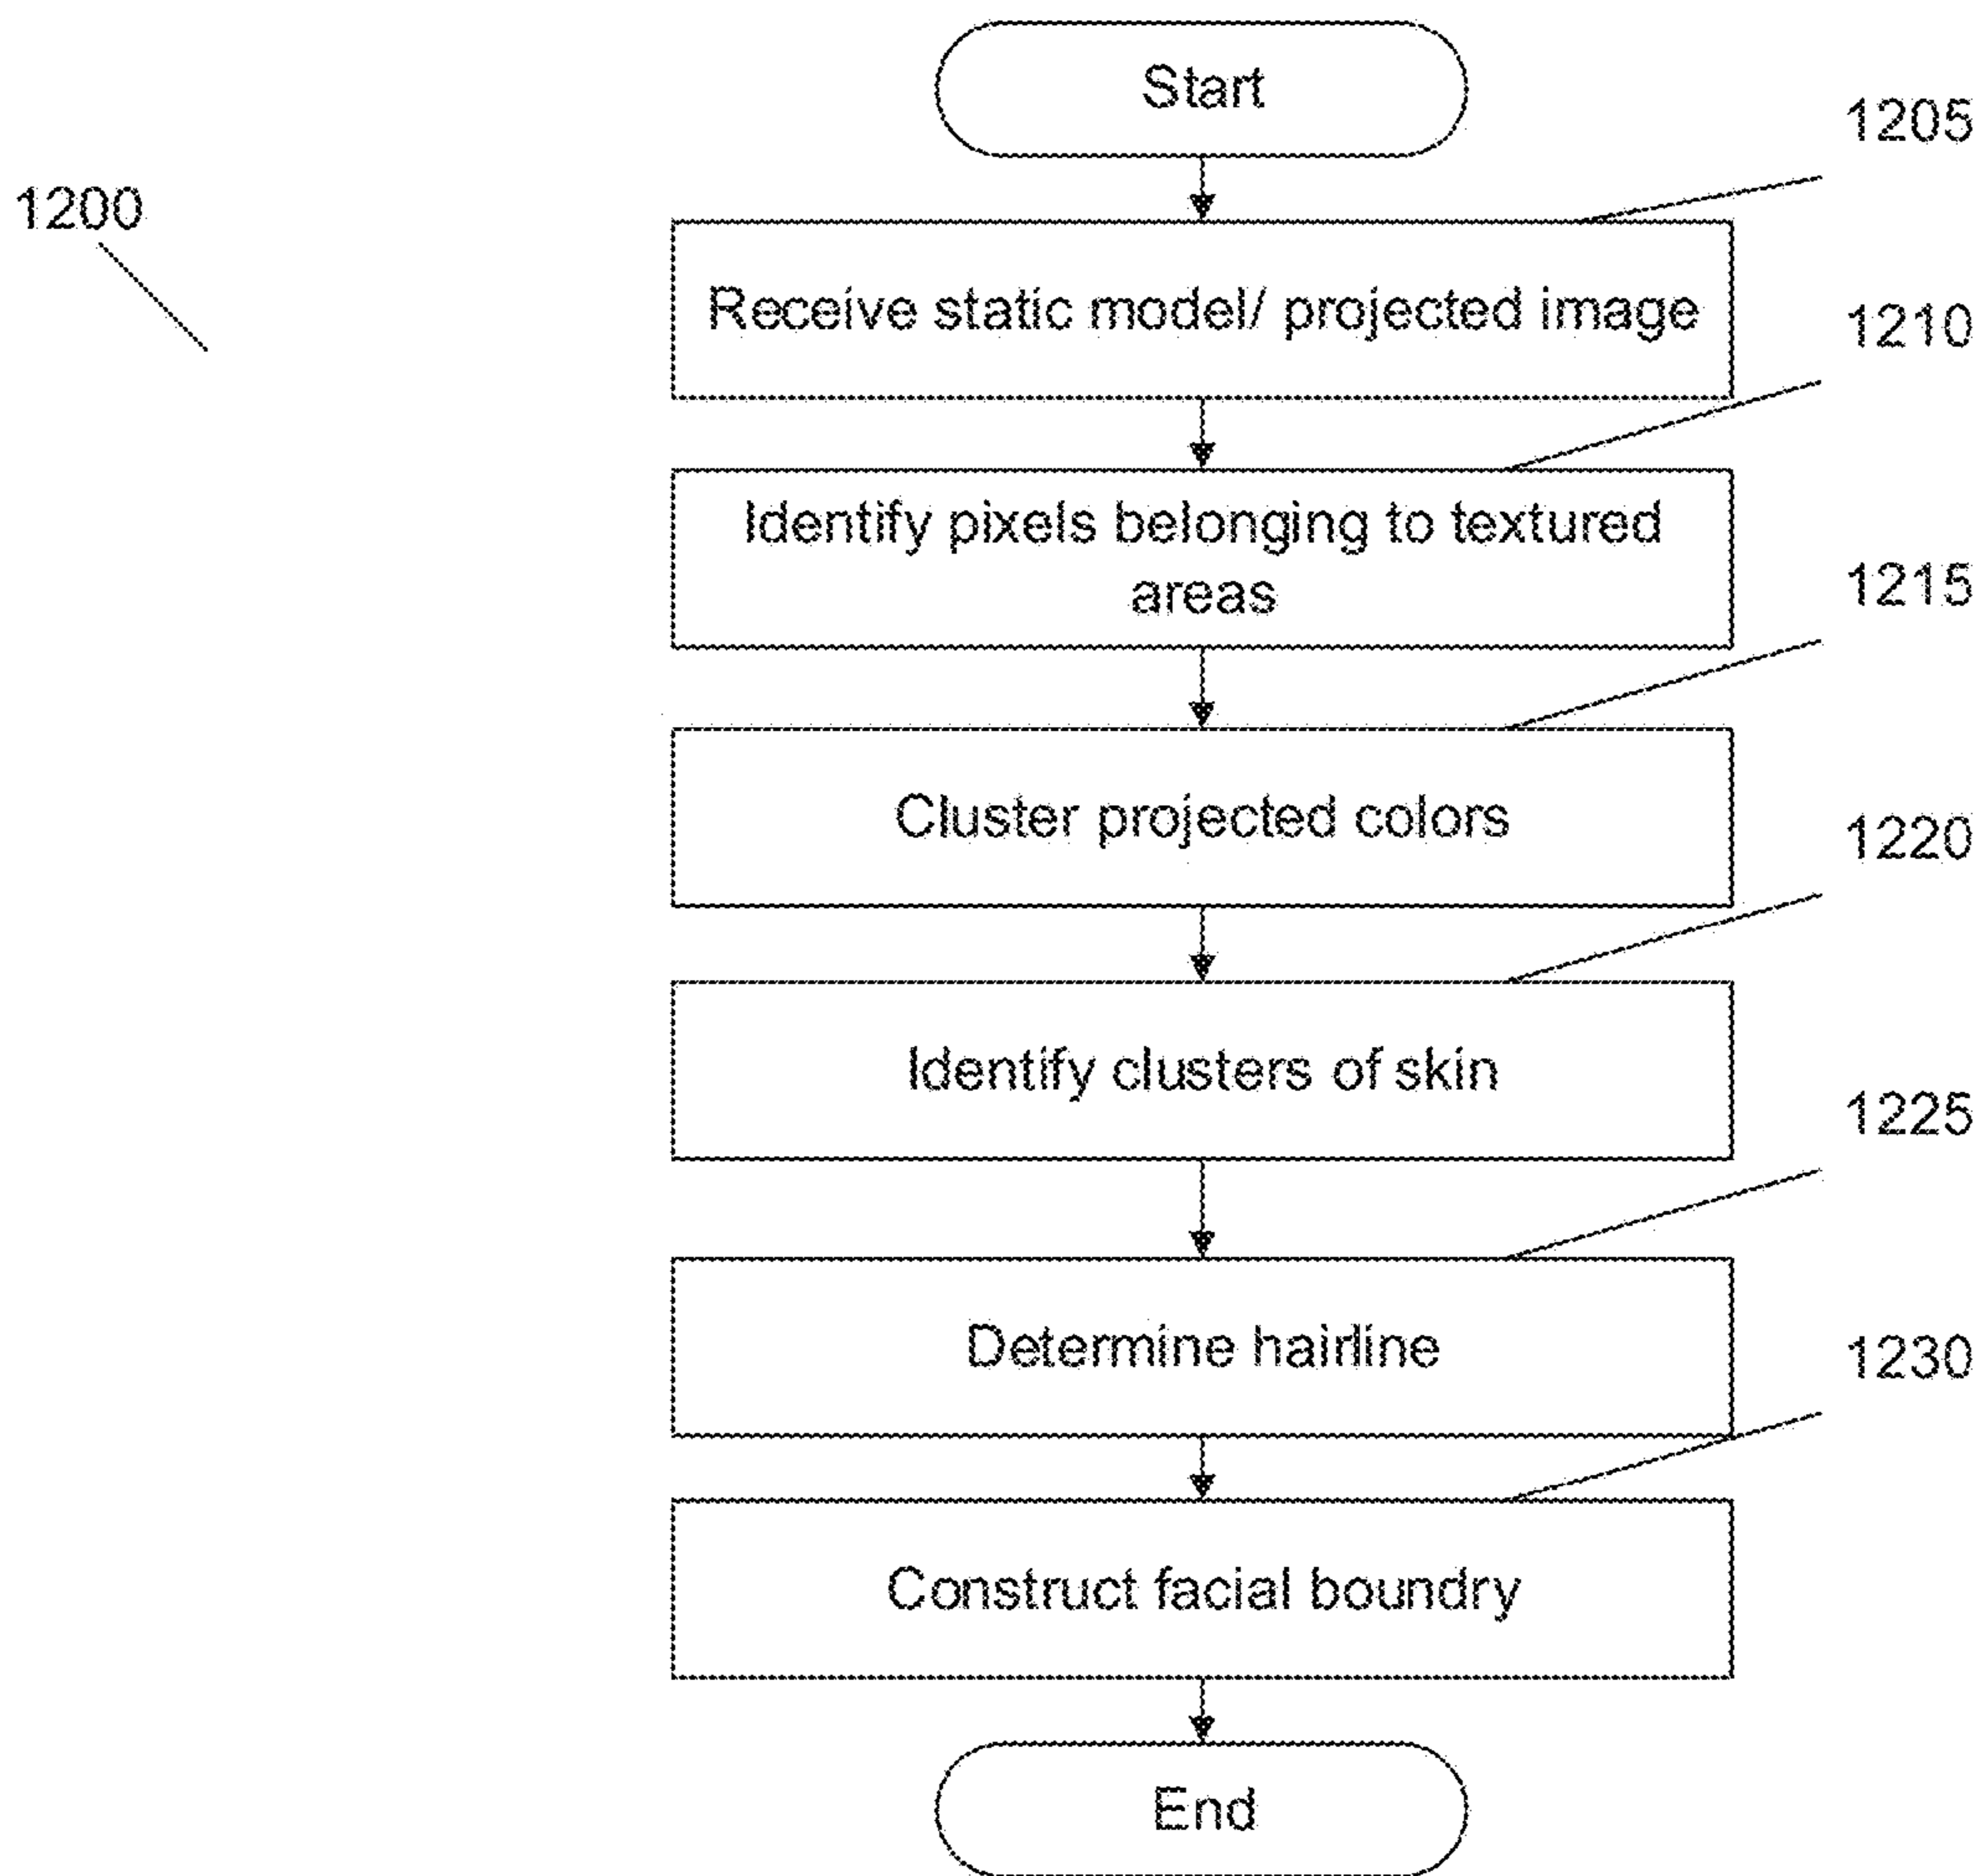 Start
1205
1200
Receive static model/ projected image
1210
Identify pixels belonging to textured
areas
1215
Cluster projected colors
1220
Identify clusters of skin
1225
Determine hairline
1230
Construct facial boundry
End